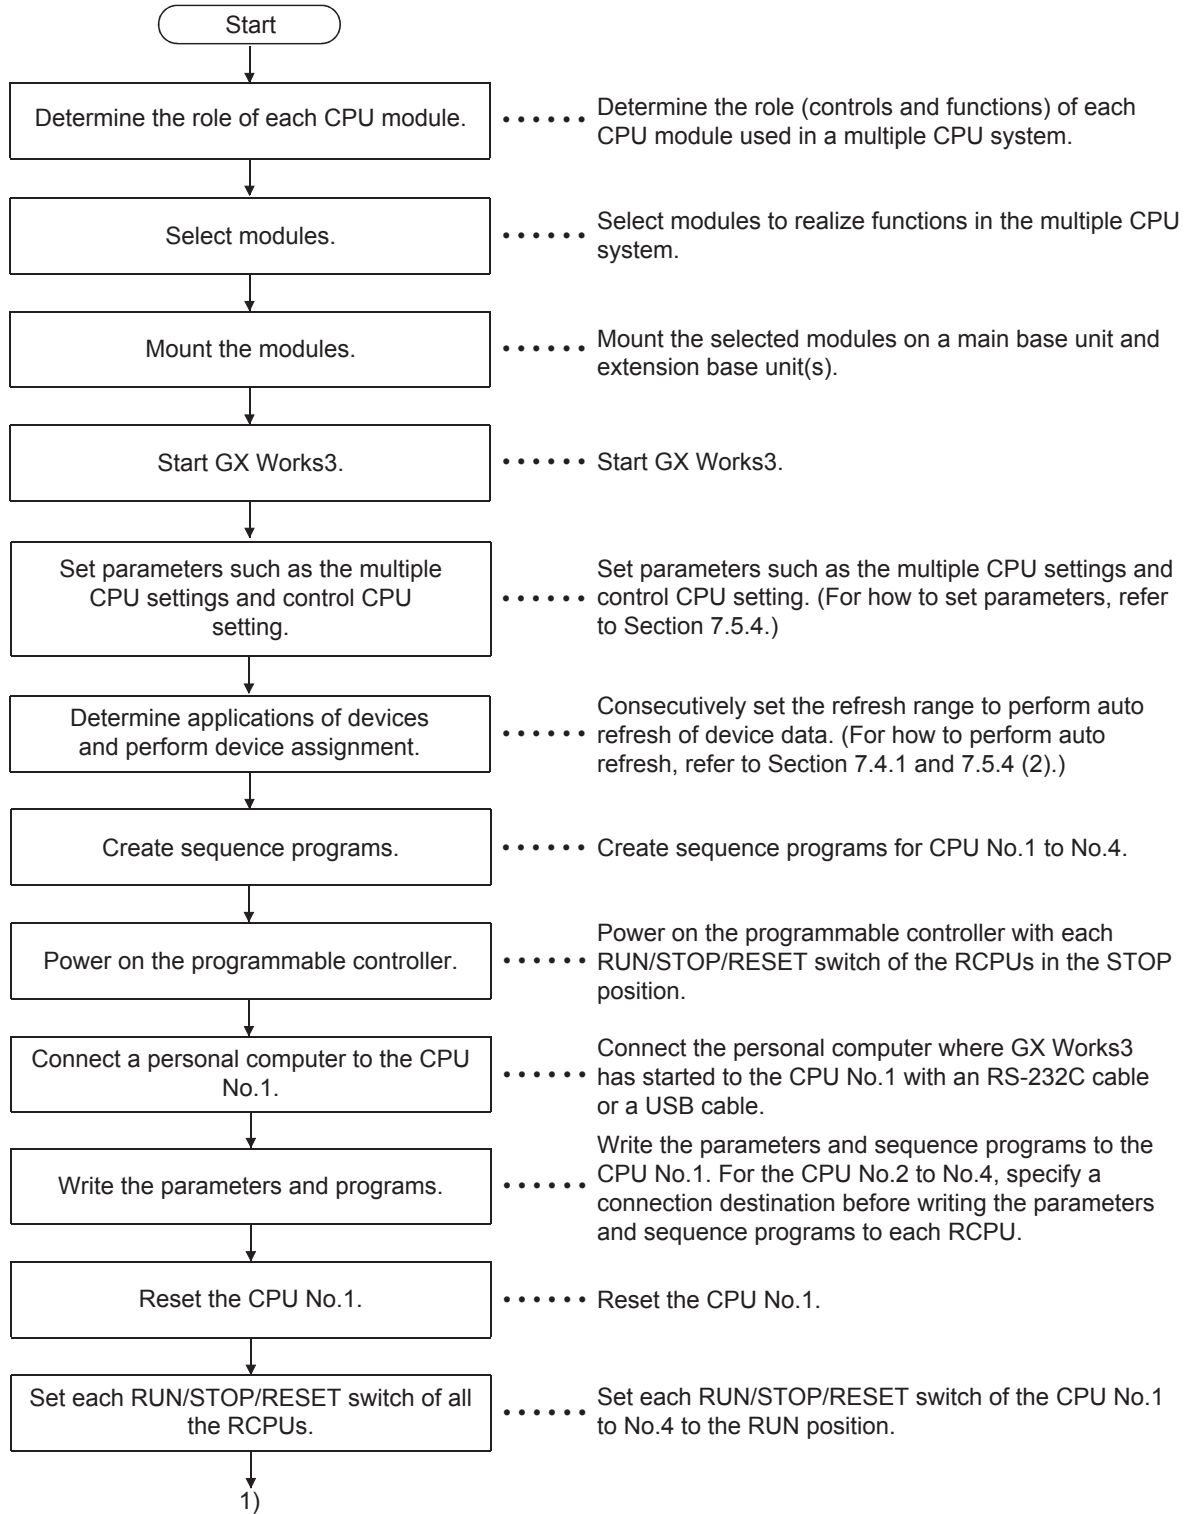 Start
Determine the role of each CPU module.
Determine the role (controls and functions) of each
CPU module used in a multiple CPU system.
Select modules.
Select modules to realize functions in the multiple CPU
system.
Mount the modules.
Mount the selected modules on a main base unit and
extension base unit(s).
Start GX Works3.
Start GX Works3.
Set parameters such as the multiple
CPU settings and control CPU
setting.
Set parameters such as the multiple CPU settings and
control CPU setting. (For how to set parameters, refer
to Section 7.5.4.)
Determine applications of devices
and perform device assignment.
Consecutively set the refresh range to perform auto
refresh of device data. (For how to perform auto
refresh, refer to Section 7.4.1 and 7.5.4 (2).)
Create sequence programs.
Create sequence programs for CPU No.1 to No.4.
Power on the programmable controller.
Power on the programmable controller with each
RUN/STOP/RESET switch of the RCPUs in the STOP
position.
Connect a personal computer to the CPU
No.1.
Connect the personal computer where GX Works3
has started to the CPU No.1 with an RS-232C cable
or a USB cable.
Write the parameters and programs.
Write the parameters and sequence programs to the
CPU No.1. For the CPU No.2 to No.4, specify a
connection destination before writing the parameters
and sequence programs to each RCPU.
Reset the CPU No.1.
Reset the CPU No.1.
Set each RUN/STOP/RESET switch of all
the RCPUs.
Set each RUN/STOP/RESET switch of the CPU No.1
to No.4 to the RUN position.
1)